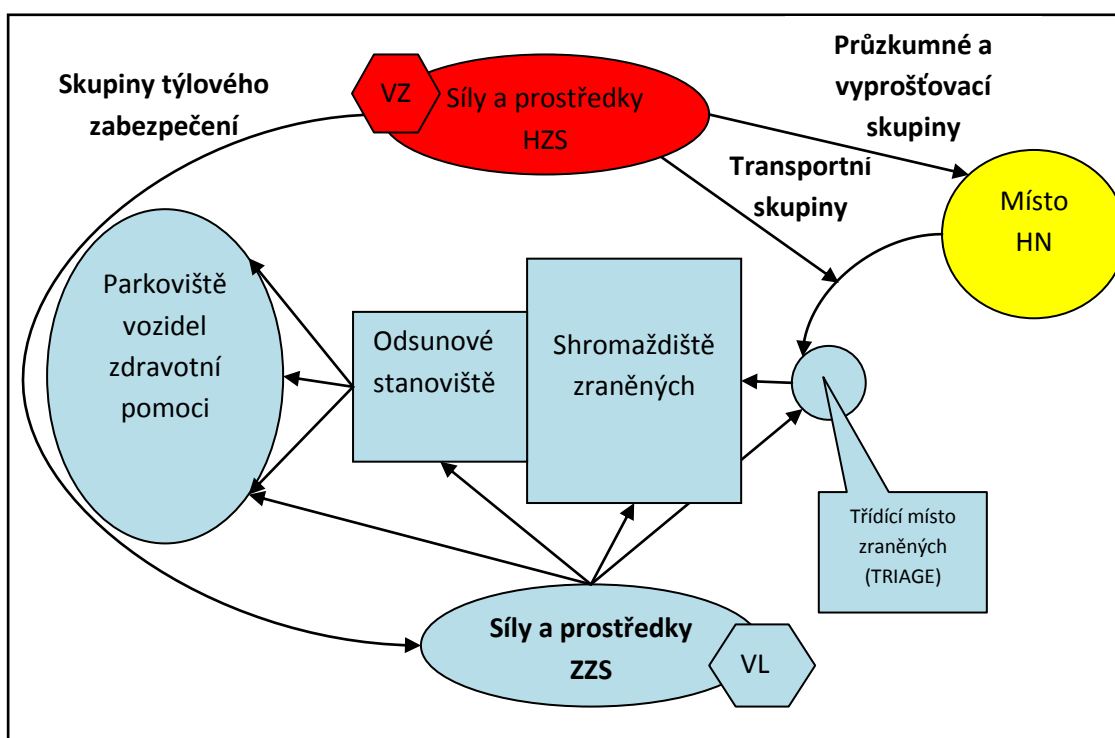 Skupiny týlového
zabezpečení
VZ
Síly a prostředky
HZS
Průzkumné a
vyprošťovací
skupiny
Transportní
skupiny
Místo
HN
Parkoviště
vozidel
zdravotní
pomoci
Odsunové
stanoviště
Shromaždiště
zraněných
Třídící místo
zraněných
(TRIAGE)
Síly a prostředky
ZZS
VL